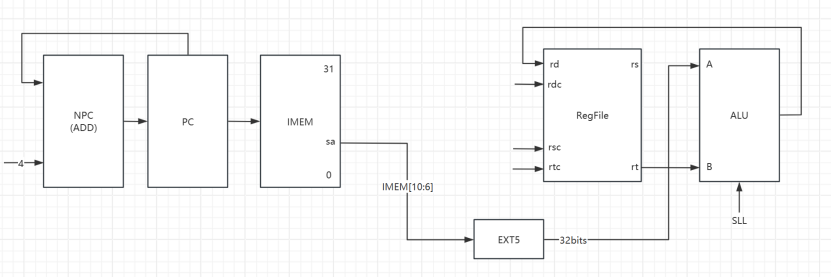 4
NPC
(ADD)
PC
31
IMEM
sa
0
IMEM[10:6]
EXT5
32bits
rd
rs
rdc
RegFile
rsc
rtc
rt
A
ALU
B
SLL